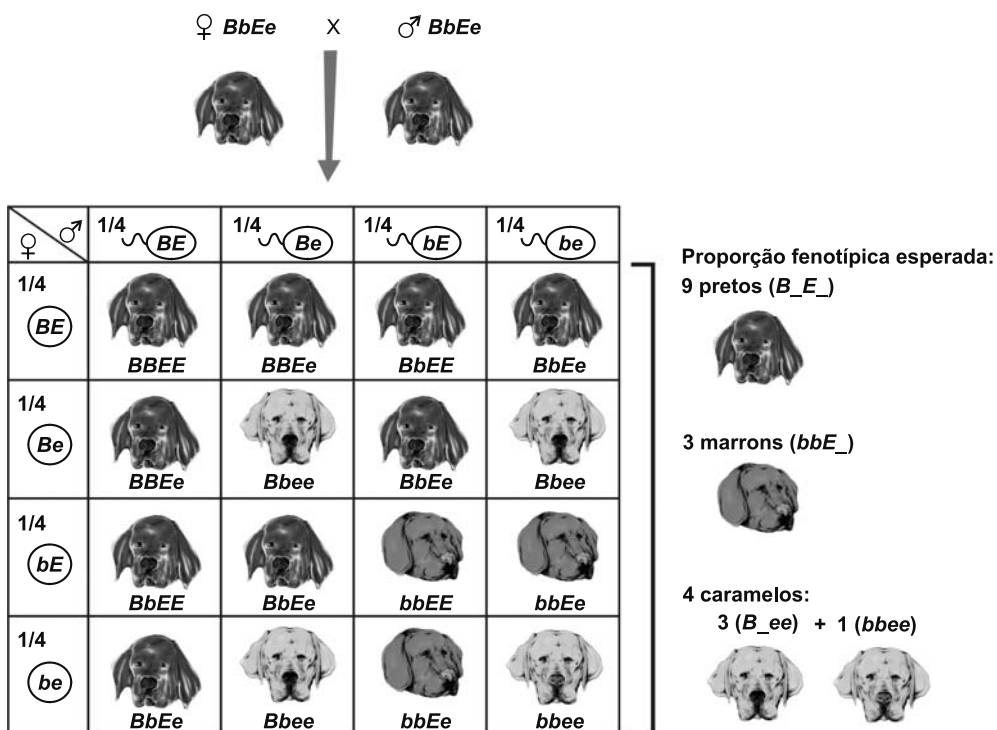 ♀ BbEe X ♂ BbEe
♀ ♂ 1/4 BE 1/4 Be 1/4 bE 1/4 be
1/4 BE
BBEE BBEe BbEE BbEe
1/4 Be
BBEe Bbee BbEe Bbee
1/4 bE
BbEE BbEe bbEE bbEe
1/4 be
BbEe Bbee bbEe bbee
Proporção fenotípica esperada:
9 pretos (B_E_)
3 marrons (bbE_)
4 caramelos:
3 (B_ee) + 1 (bbee)